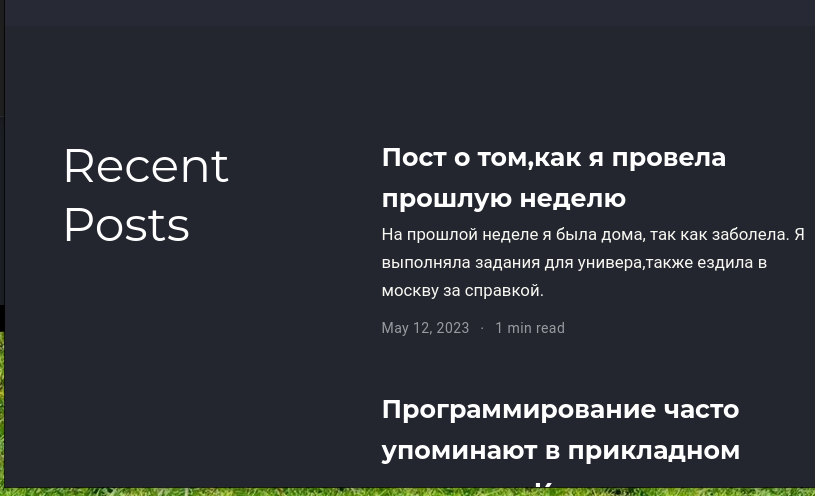 Recent
Posts
Пост о том,как я провела
прошлую неделю
На прошлой неделе я была дома, так как заболела. Я
выполняла задания для универа,также ездила в
москву за справкой.
May 12, 2023 · 1 min read
Программирование часто
упоминают в прикладном